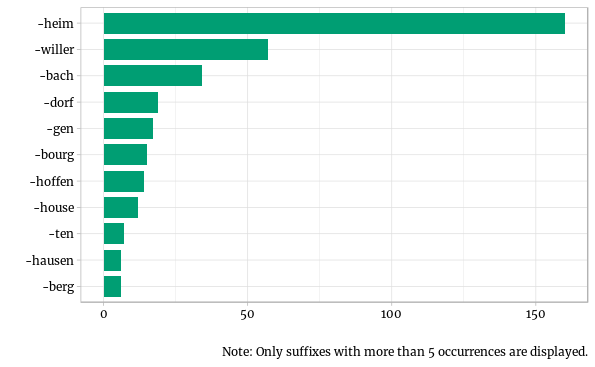 -heim
-willer
-bach
-dorf
-gen
-bourg
-hoffen
-house
-ten
-hausen
-berg
0 50 100 150
Note: Only suffixes with more than 5 occurrences are displayed.